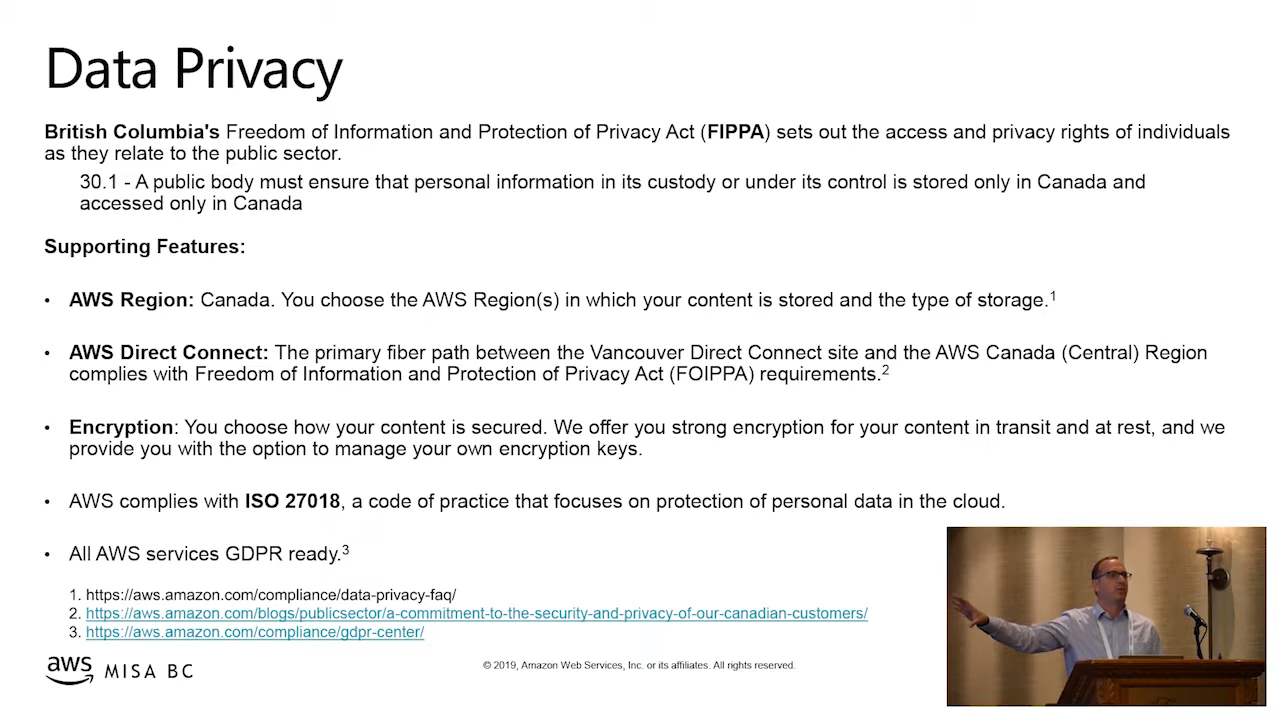 Data Privacy
British Columbia's Freedom of Information and Protection of Privacy Act (FIPPA) sets out the access and privacy rights of individuals
as they relate to the public sector.
30.1 - A public body must ensure that personal information in its custody or under its control is stored only in Canada and
accessed only in Canada
Supporting Features:
• AWS Region: Canada. You choose the AWS Region(s) in which your content is stored and the type of storage.1
• AWS Direct Connect: The primary fiber path between the Vancouver Direct Connect site and the AWS Canada (Central) Region
complies with Freedom of Information and Protection of Privacy Act (FOIPPA) requirements.2
• Encryption: You choose how your content is secured. We offer you strong encryption for your content in transit and at rest, and we
provide you with the option to manage your own encryption keys.
• AWS complies with ISO 27018, a code of practice that focuses on protection of personal data in the cloud.
• All AWS services GDPR ready.3
1. https://aws.amazon.com/compliance/data-privacy-faq/
2. https://aws.amazon.com/blogs/publicsector/a-commitment-to-the-security-and-privacy-of-our-canadian-customers/
3. https://aws.amazon.com/compliance/gdpr-center/
aws MISA BC
© 2019, Amazon Web Services, Inc. or its affiliates. All rights reserved.